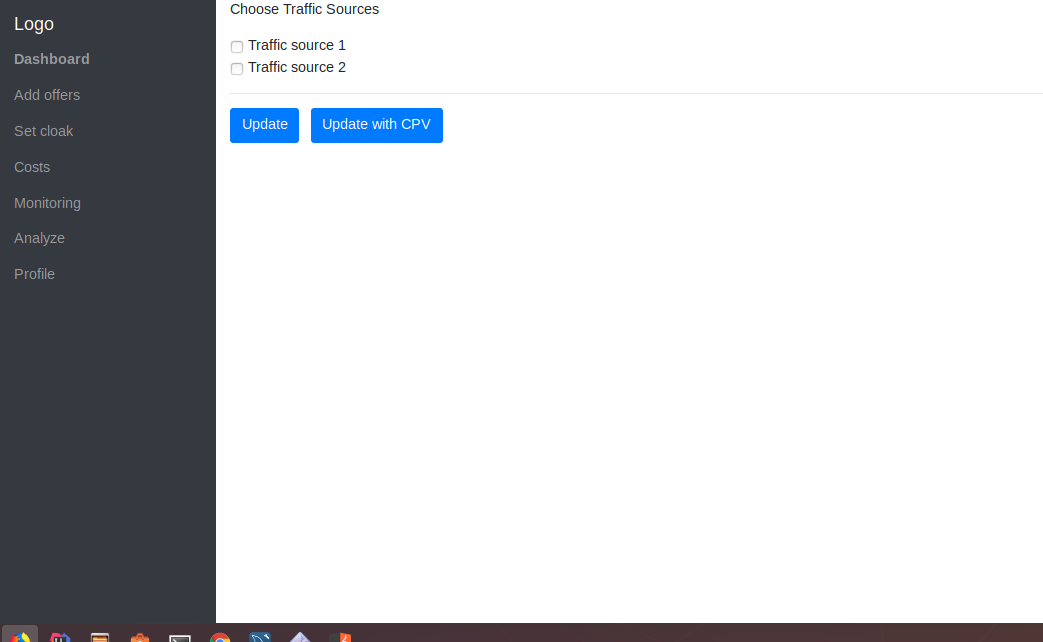 Logo
Dashboard
Add offers
Set cloak
Costs
Monitoring
Analyze
Profile
Choose Traffic Sources
Traffic source 1
Traffic source 2
Update
Update with CPV